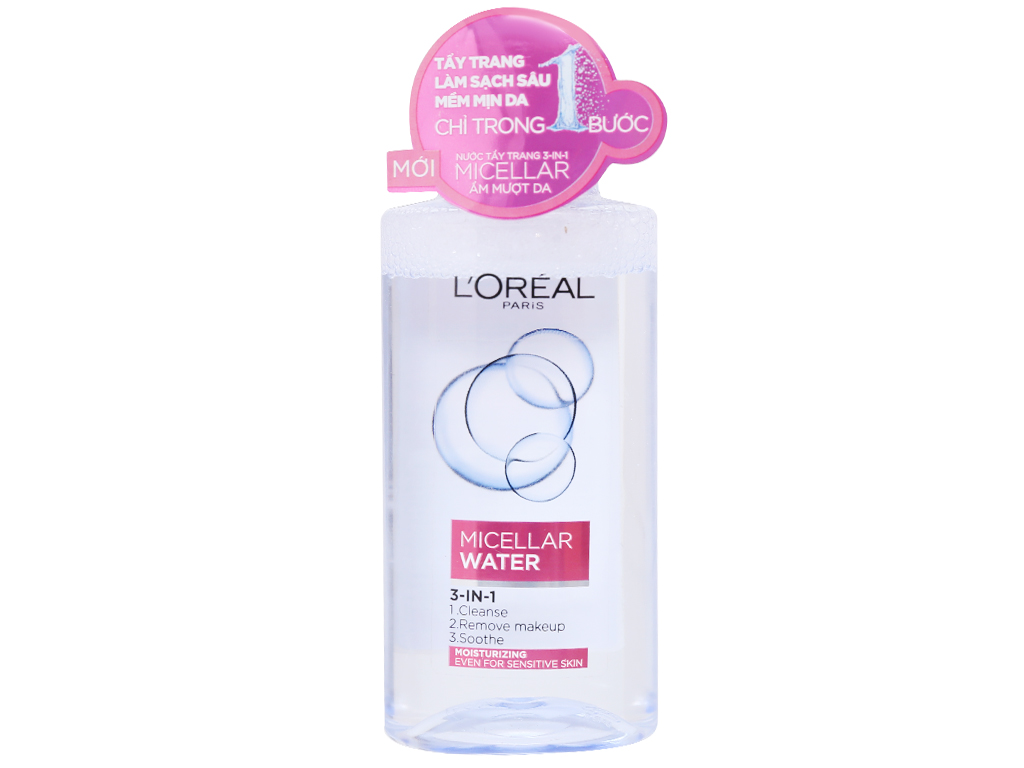 TẨY TRANG
LÀM SẠCH SÂU
MỀM MỊN DA
CHỈ TRONG 1 BƯỚC
MỚI
NƯỚC TẨY TRANG 3-IN-1
MICELLAR
ẨM MƯỢT DA
L'ORÉAL
PARIS
MICELLAR
WATER
3-IN-1
1.Cleanse
2.Remove makeup
3.Soothe
MOISTURIZING
EVEN FOR SENSITIVE SKIN